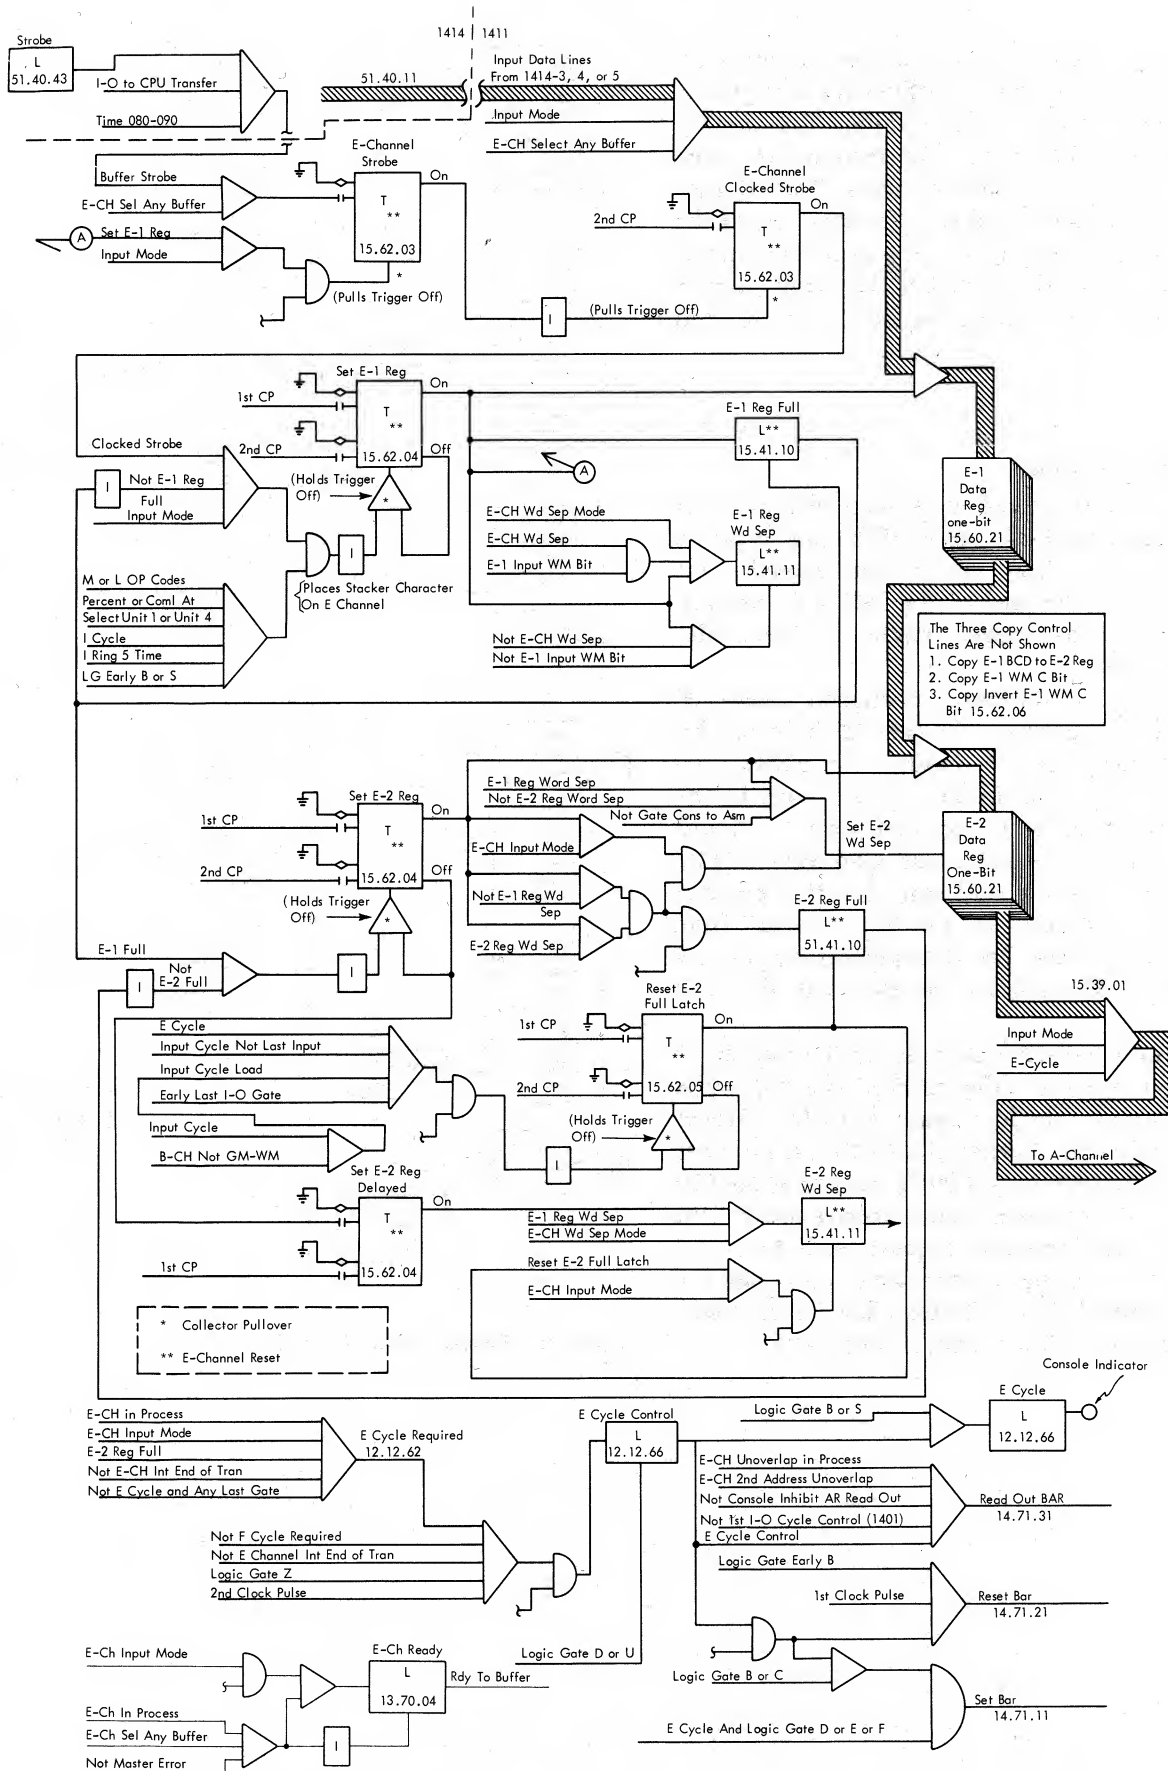 Strobe
L
51.40.43
I-O to CPU Transfer
Time 080-090
1414
1411
51.40.11
Input Data Lines
From 1414-3, 4, or 5
Input Mode
E-CH Select Any Buffer
Buffer Strobe
E-CH Sel Any Buffer
A
Set E-1 Reg
Input Mode
E-Channel
Strobe
On
T
**
15.62.03
*
(Pulls Trigger Off)
E-Channel
Clocked Strobe
On
2nd CP
T
**
15.62.03
*
I
(Pulls Trigger Off)
Set E-1 Reg
On
1st CP
T
**
2nd CP
15.62.04
Off
(Holds Trigger
Off)
*
Clocked Strobe
I
Not E-1 Reg
Full
Input Mode
I
Places Stacker Character
On E Channel
M or L OP Codes
Percent or Coml At
Select Unit 1 or Unit 4
I Cycle
I Ring 5 Time
LG Early B or S
E-1 Reg Full
L**
15.41.10
A
E-CH Wd Sep Mode
E-CH Wd Sep
E-1 Input WM Bit
E-1 Reg
Wd Sep
L**
15.41.11
Not E-CH Wd Sep
Not E-1 Input WM Bit
E-1
Data
Reg
one-bit
15.60.21
The Three Copy Control
Lines Are Not Shown
1. Copy E-1 BCD to E-2 Reg
2. Copy E-1 WM C Bit
3. Copy Invert E-1 WM C
Bit 15.62.06
Set E-2 Reg
On
1st CP
T
**
2nd CP
15.62.04
Off
(Holds Trigger
Off)
*
E-1 Full
I
Not
E-2 Full
I
E-1 Reg Word Sep
Not E-2 Reg Word Sep
Not Gate Cons to Asm
E-CH Input Mode
Not E-1 Reg Wd
Sep
E-2 Reg Wd Sep
Set E-2
Wd Sep
E-2
Data
Reg
One-Bit
15.60.21
E-2 Reg Full
L**
51.41.10
15.39.01
Input Mode
E-Cycle
To A-Channel
E Cycle
Input Cycle Not Last Input
Input Cycle Load
Early Last I-O Gate
Input Cycle
B-CH Not GM-WM
Reset E-2
Full Latch
On
1st CP
T
**
2nd CP
15.62.05
Off
(Holds Trigger
Off)
*
I
Set E-2 Reg
Delayed
On
T
**
1st CP
15.62.04
E-1 Reg Wd Sep
E-CH Wd Sep Mode
E-2 Reg
Wd Sep
L**
15.41.11
Reset E-2 Full Latch
E-CH Input Mode
* Collector Pullover
** E-Channel Reset
E-CH in Process
E-CH Input Mode
E-2 Reg Full
Not E-CH Int End of Tran
Not E Cycle and Any Last Gate
E Cycle Required
12.12.62
Not F Cycle Required
Not E Channel Int End of Tran
Logic Gate Z
2nd Clock Pulse
E Cycle Control
L
12.12.66
Logic Gate D or U
Logic Gate B or S
E Cycle
L
12.12.66
Console Indicator
E-CH Unoverlap in Process
E-CH 2nd Address Unoverlap
Not Console Inhibit AR Read Out
Not 1st I-O Cycle Control (1401)
E Cycle Control
Read Out BAR
14.71.31
Logic Gate Early B
1st Clock Pulse
Reset Bar
14.71.21
Logic Gate B or C
E Cycle And Logic Gate D or E or F
Set Bar
14.71.11
E-Ch Input Mode
E-Ch Ready
L
13.70.04
Rdy To Buffer
E-Ch In Process
E-Ch Sel Any Buffer
Not Master Error
I